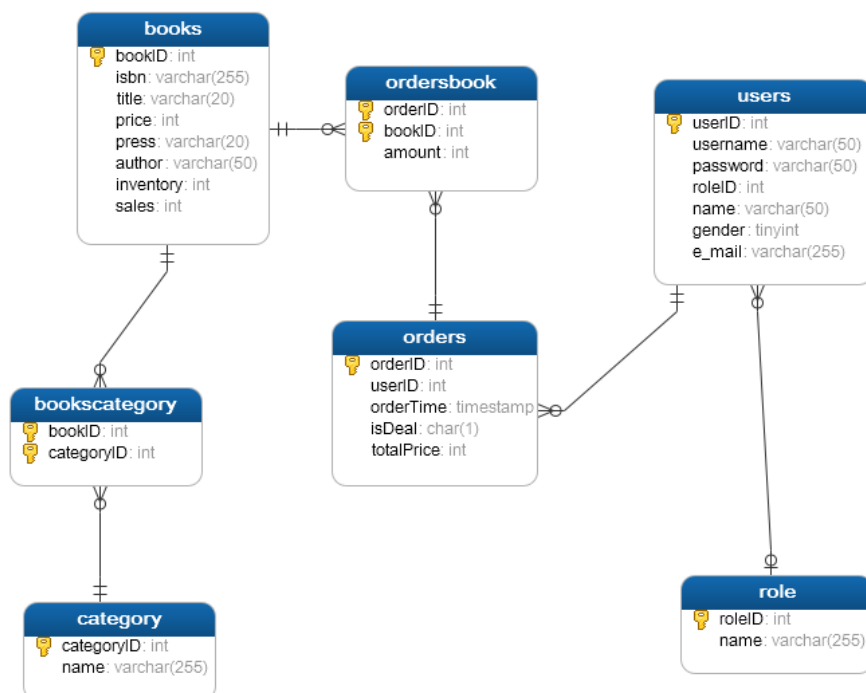 books
bookID: int
isbn: varchar(255)
title: varchar(20)
price: int
press: varchar(20)
author: varchar(50)
inventory: int
sales: int
ordersbook
orderID: int
bookID: int
amount: int
users
userID: int
username: varchar(50)
password: varchar(50)
roleID: int
name: varchar(50)
gender: tinyint
e_mail: varchar(255)
orders
orderID: int
userID: int
orderTime: timestamp
isDeal: char(1)
totalPrice: int
bookscategory
bookID: int
categoryID: int
category
categoryID: int
name: varchar(255)
role
roleID: int
name: varchar(255)